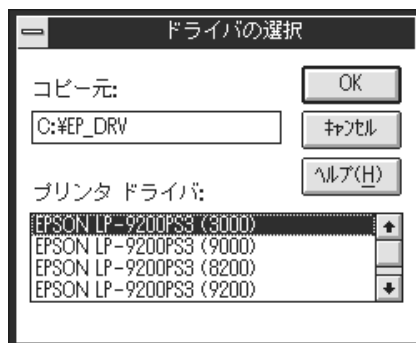 ドライバの選択
コピー元:
OK
C:¥EP_DRV
ｷｬﾝｾﾙ
ﾍﾙﾌﾟ(H)
プリンタ ドライバ:
EPSON LP-9200PS3 (3000)
EPSON LP-9200PS3 (9000)
EPSON LP-9200PS3 (8200)
EPSON LP-9200PS3 (9200)